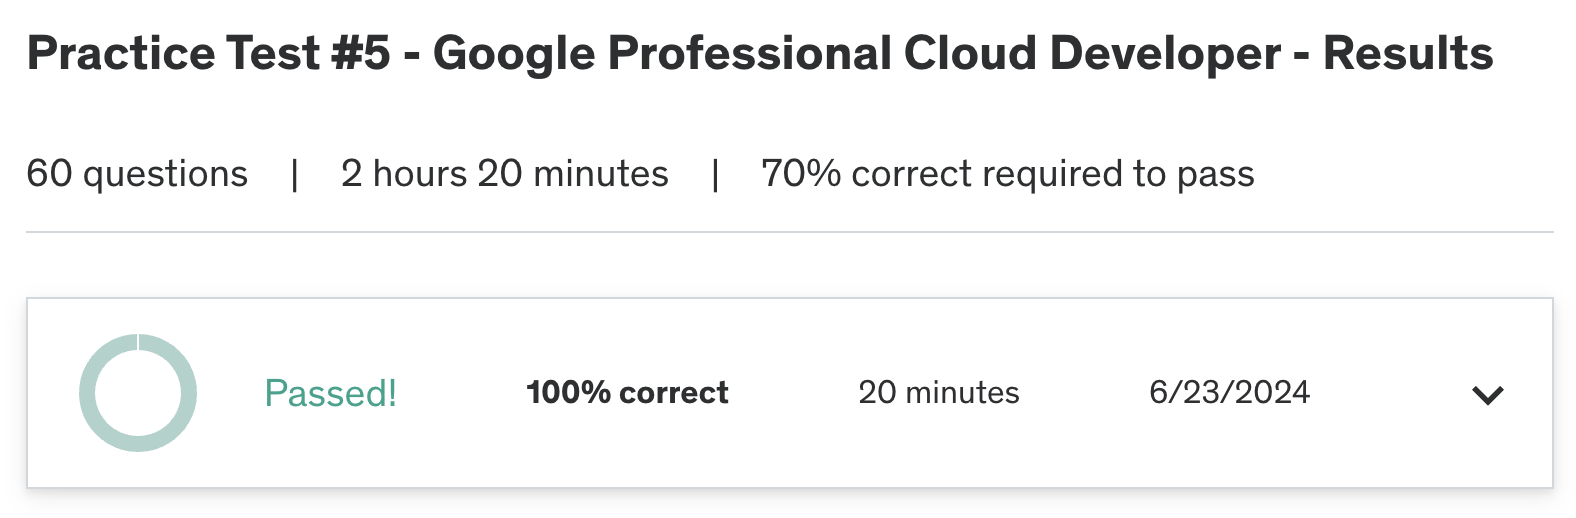 Practice Test #5 - Google Professional Cloud Developer - Results
60 questions | 2 hours 20 minutes | 70% correct required to pass
Passed! 100% correct 20 minutes 6/23/2024